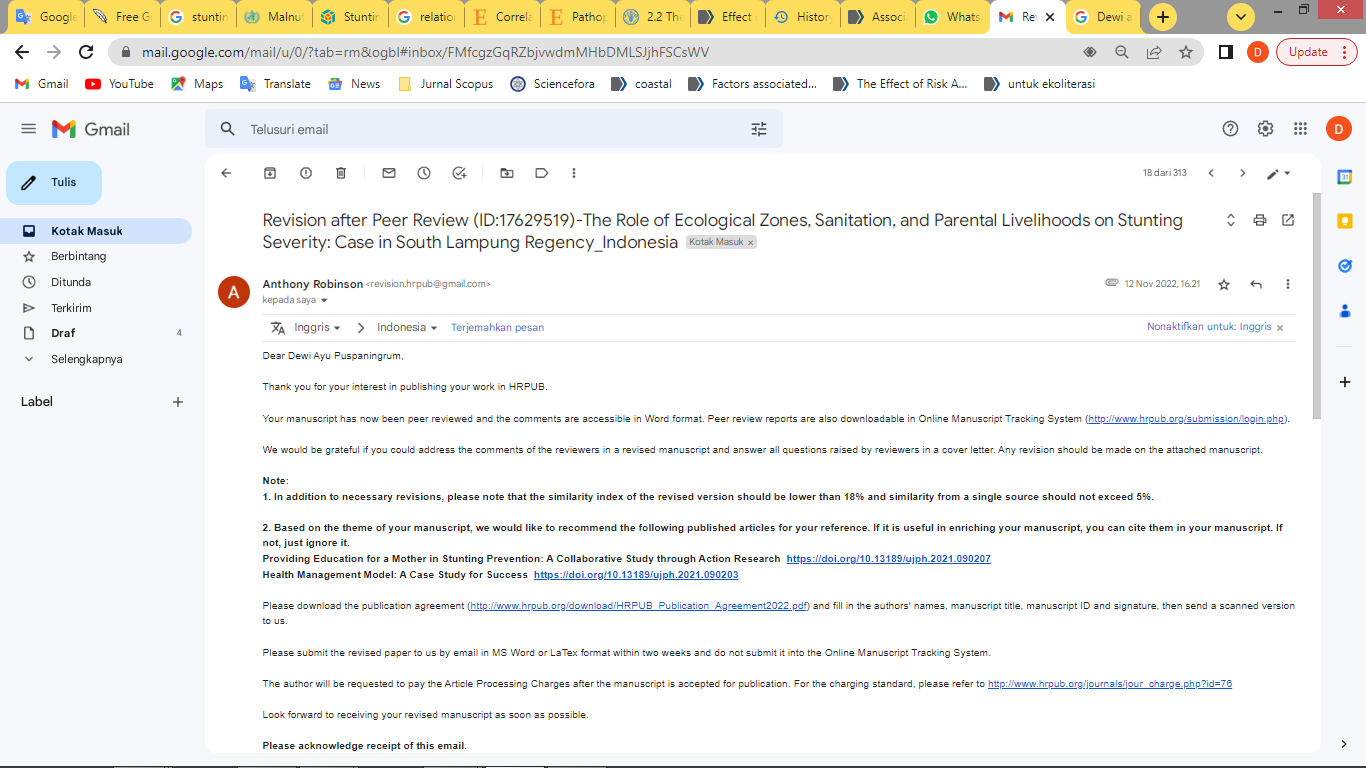 Google
Free G
stuntin
Malnut
Stuntin
relation
Correla
Pathop
2.2 The
Effect
History
Associa
Whats
Rev
Dewi a
mail.google.com/mail/u/0/?tab=rm&ogbl#inbox/FMfcgzGqRZbjvwdmMHbDMLSJjhFSCsWV
D
Update
Gmail
YouTube
Maps
Translate
News
Jurnal Scopus
Sciencefora
coastal
Factors associated...
The Effect of Risk A...
untuk ekoliterasi
Gmail
Telusuri email
D
Tulis
18 dari 313
Kotak Masuk
Berbintang
Ditunda
Terkirim
Draf 4
Selengkapnya
Label
Revision after Peer Review (ID:17629519)-The Role of Ecological Zones, Sanitation, and Parental Livelihoods on Stunting
Severity: Case in South Lampung Regency_Indonesia Kotak Masuk ×
A
Anthony Robinson <revision.hrpub@gmail.com>
12 Nov 2022, 16.21
kepada saya
Inggris
Indonesia
Terjemahkan pesan
Nonaktifkan untuk: Inggris ×
Dear Dewi Ayu Puspaningrum,
Thank you for your interest in publishing your work in HRPUB.
Your manuscript has now been peer reviewed and the comments are accessible in Word format. Peer review reports are also downloadable in Online Manuscript Tracking System (http://www.hrpub.org/submission/login.php).
We would be grateful if you could address the comments of the reviewers in a revised manuscript and answer all questions raised by reviewers in a cover letter. Any revision should be made on the attached manuscript.
Note:
1. In addition to necessary revisions, please note that the similarity index of the revised version should be lower than 18% and similarity from a single source should not exceed 5%.
2. Based on the theme of your manuscript, we would like to recommend the following published articles for your reference. If it is useful in enriching your manuscript, you can cite them in your manuscript. If
not, just ignore it.
Providing Education for a Mother in Stunting Prevention: A Collaborative Study through Action Research https://doi.org/10.13189/ujph.2021.090207
Health Management Model: A Case Study for Success https://doi.org/10.13189/ujph.2021.090203
Please download the publication agreement (http://www.hrpub.org/download/HRPUB_Publication_Agreement2022.pdf) and fill in the authors' names, manuscript title, manuscript ID and signature, then send a scanned version
to us.
Please submit the revised paper to us by email in MS Word or LaTex format within two weeks and do not submit it into the Online Manuscript Tracking System.
The author will be requested to pay the Article Processing Charges after the manuscript is accepted for publication. For the charging standard, please refer to http://www.hrpub.org/journals/jour_charge.php?id=76
Look forward to receiving your revised manuscript as soon as possible.
Please acknowledge receipt of this email.